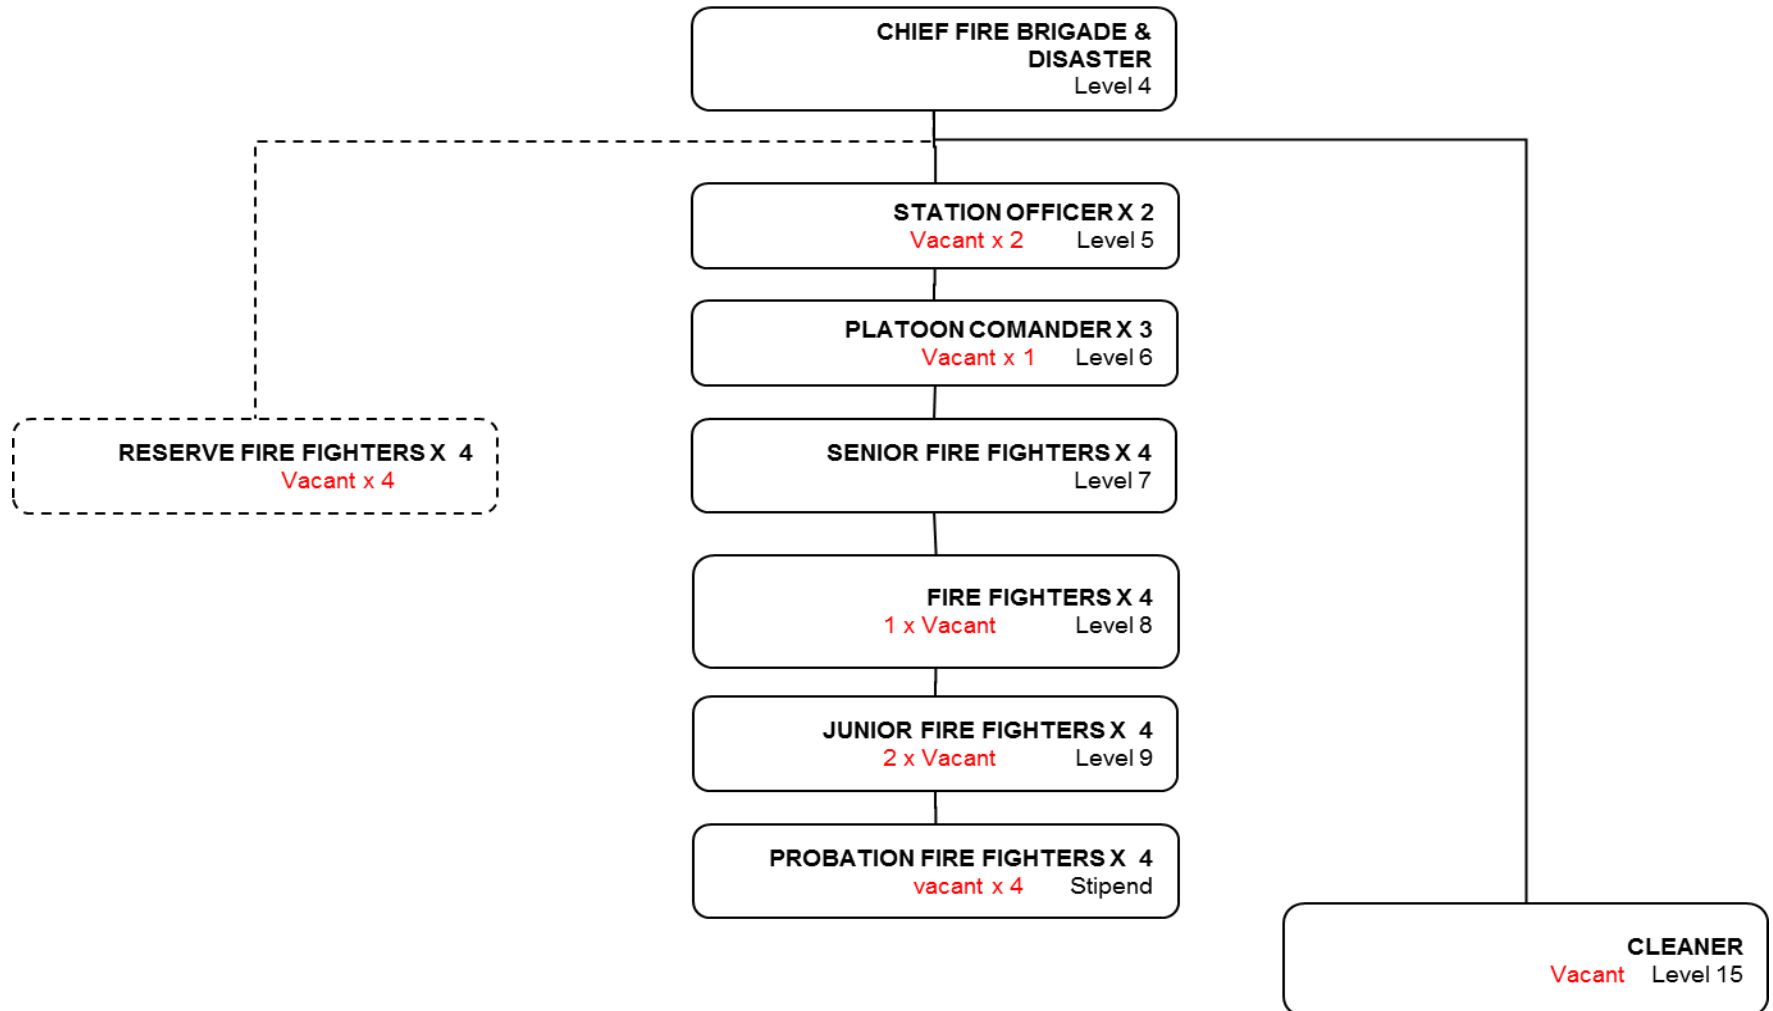 CHIEF FIRE BRIGADE &
DISASTER
Level 4
STATION OFFICER X 2
Vacant x 2 Level 5
PLATOON COMANDER X 3
Vacant x 1 Level 6
RESERVE FIRE FIGHTERS X 4
Vacant x 4
SENIOR FIRE FIGHTERS X 4
Level 7
FIRE FIGHTERS X 4
1 x Vacant Level 8
JUNIOR FIRE FIGHTERS X 4
2 x Vacant Level 9
PROBATION FIRE FIGHTERS X 4
vacant x 4 Stipend
CLEANER
Vacant Level 15